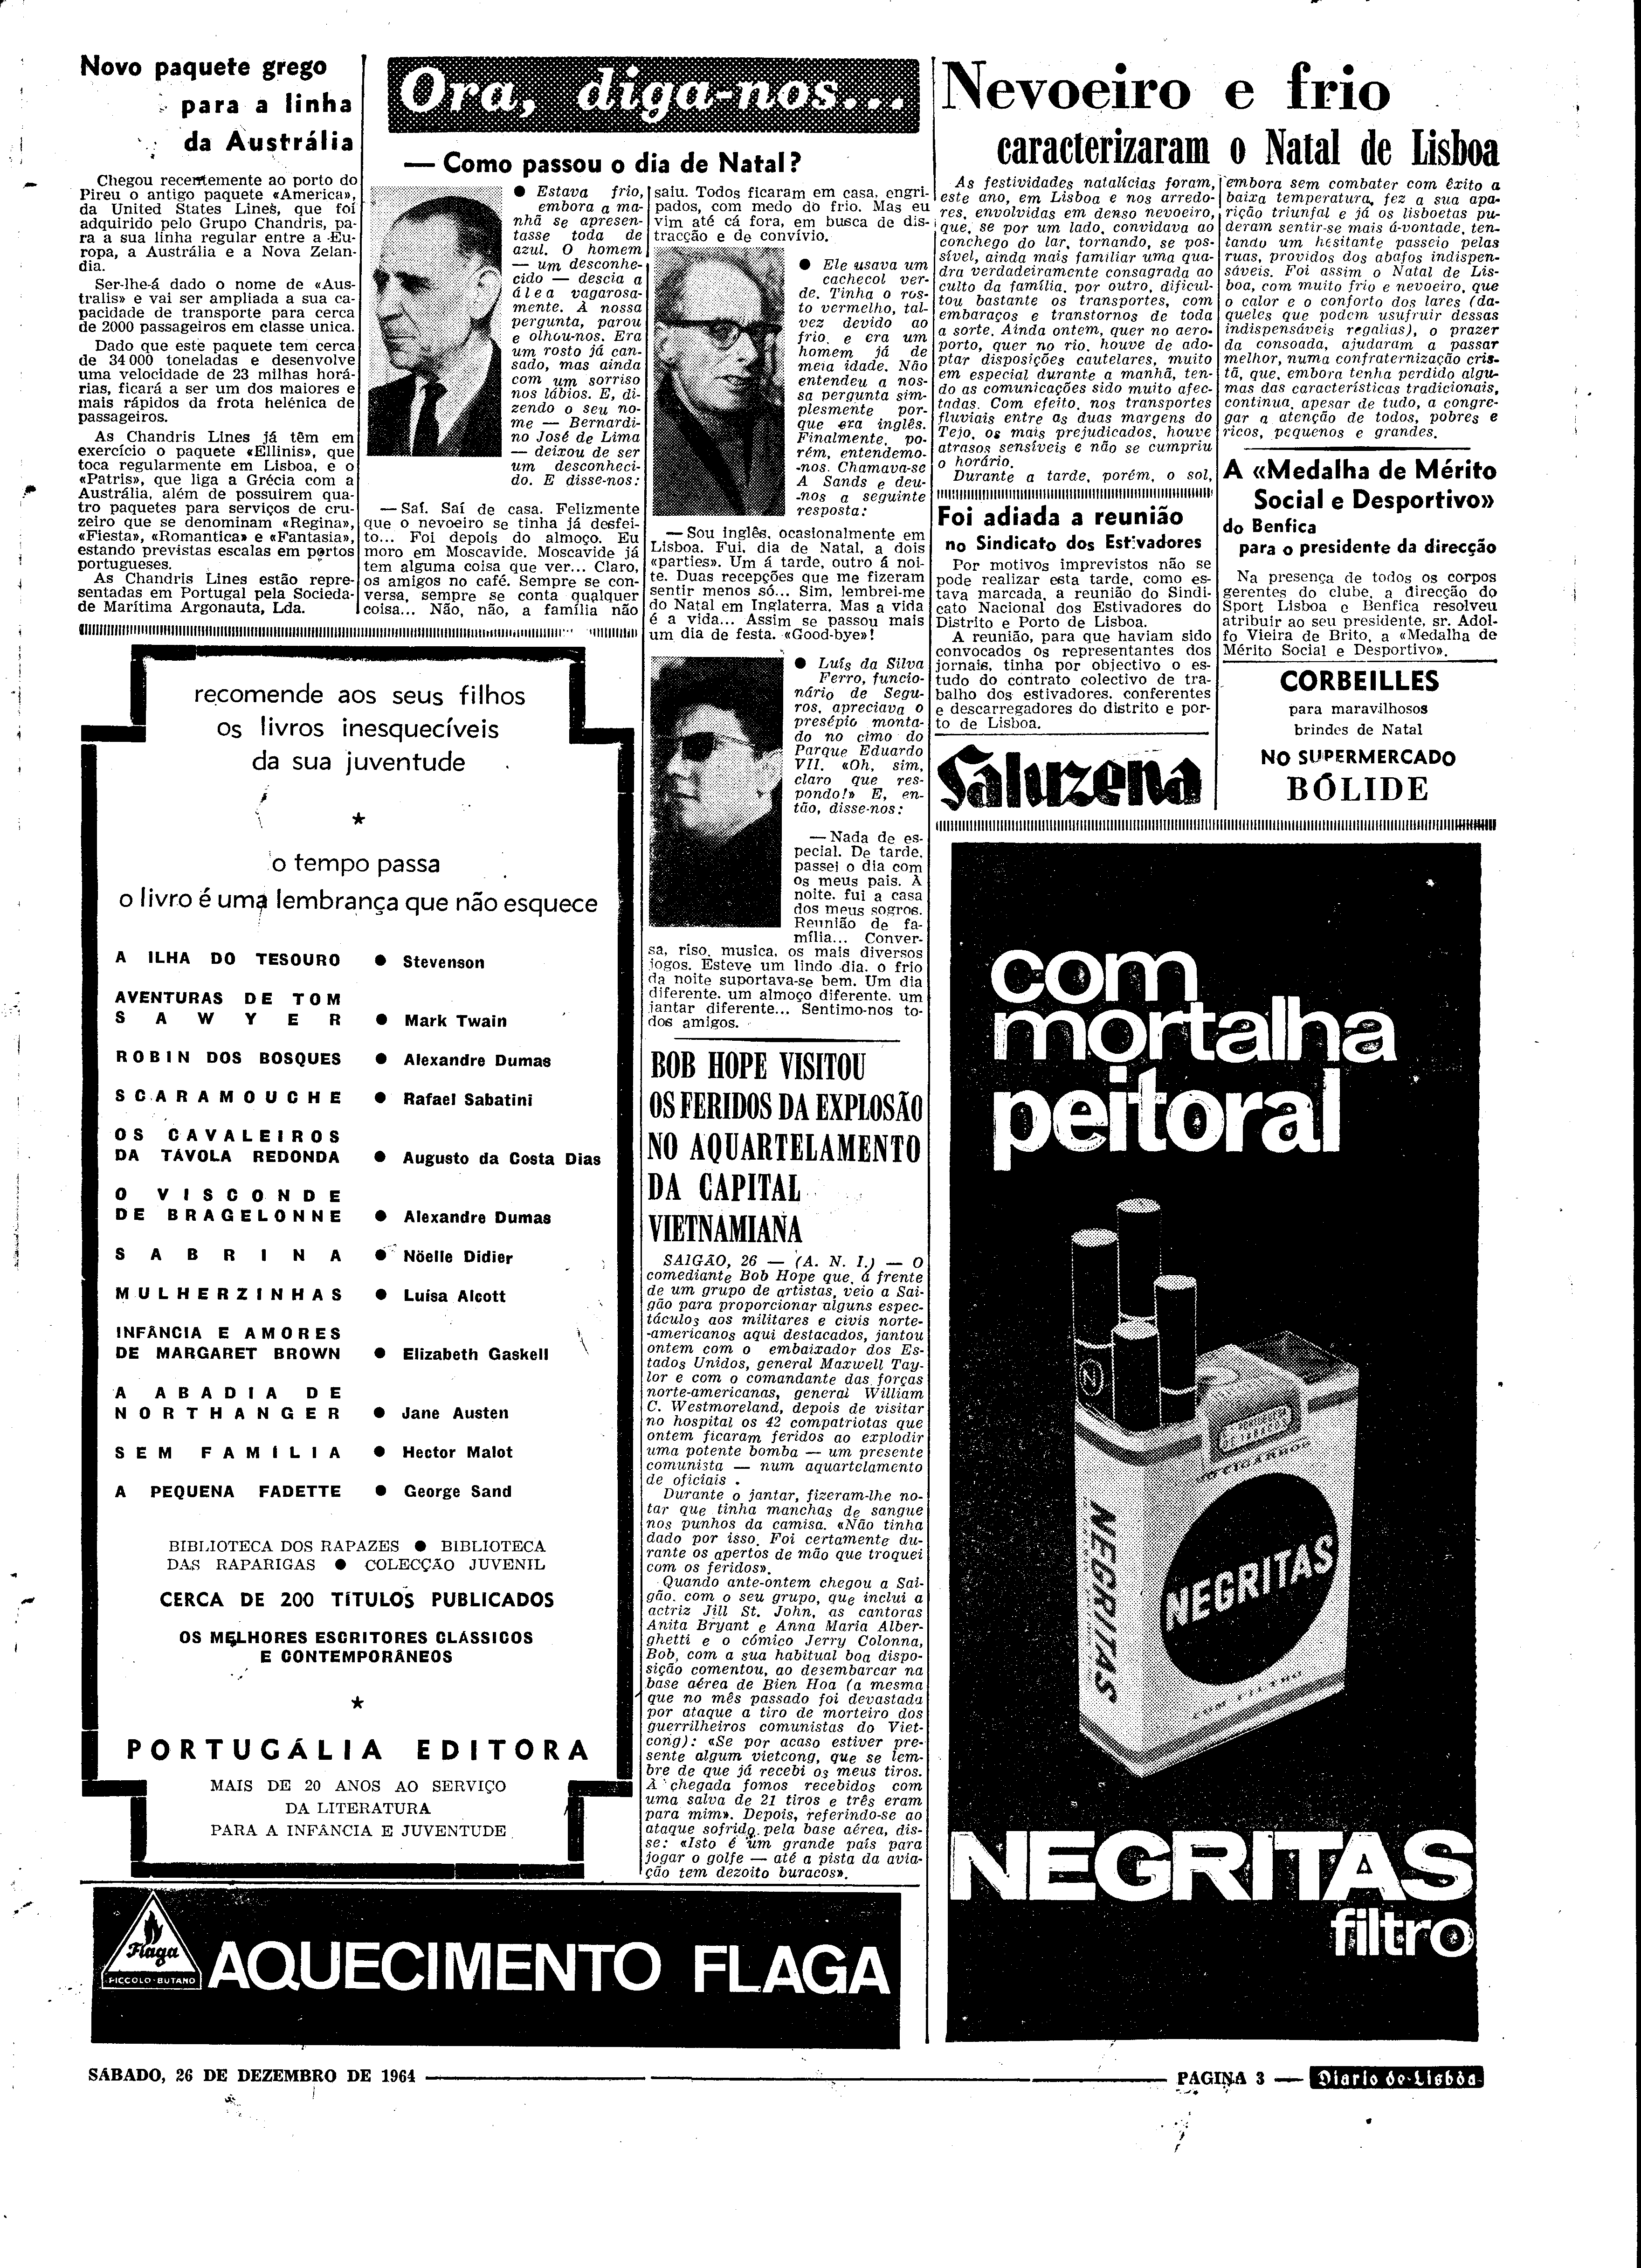 Novo paquete grego
para a linha
da Austrália
Chegou recentemente ao porto do
Pireu o antigo paquete «America»,
da United States Lines, que foi
adquirido pelo Grupo Chandris, pa-
ra a sua linha regular entre a Eu-
ropa, a Austrália e a Nova Zelan-
dia.
Ser-lhe-á dado o nome de «Aus-
tralis» e vai ser ampliada a sua ca-
pacidade de transporte para cerca
de 2000 passageiros em classe unica.
Dado que este paquete tem cerca
de 34 000 toneladas e desenvolve
uma velocidade de 23 milhas horá-
rias, ficará a ser um dos maiores e
mais rápidos da frota helénica de
passageiros.
As Chandris Lines já têm em
exercício o paquete «Ellinis», que
toca regularmente em Lisboa, e o
«Patris», que liga a Grécia com a
Austrália, além de possuirem qua-
tro paquetes para serviços de cru-
zeiro que se denominam «Regina»,
«Fiesta», «Romantica» e «Fantasia»,
estando previstas escalas em portos
portugueses.
As Chandris Lines estão repre-
sentadas em Portugal pela Socieda-
de Marítima Argonauta, Lda.
Ora, diga-nos...
— Como passou o dia de Natal?
● Estava frio,
embora a ma-
nhã se apresen-
tasse toda de
azul. O homem
— um desconhe-
cido — descia a
álea vagarosa-
mente. À nossa
pergunta, parou
e olhou-nos. Era
um rosto já can-
sado, mas ainda
com um sorriso
nos lábios. E, di-
zendo o seu no-
me — Bernardi-
no José de Lima
— deixou de ser
um desconheci-
do. E disse-nos:
— Saí. Saí de casa. Felizmente
que o nevoeiro se tinha já desfei-
to... Foi depois do almoço. Eu
moro em Moscavide. Moscavide já
tem alguma coisa que ver... Claro,
os amigos no café. Sempre se con-
versa, sempre se conta qualquer
coisa... Não, não, a família não
saiu. Todos ficaram em casa, engri-
pados, com medo do frio. Mas eu
vim até cá fora, em busca de dis-
tracção e de convívio.
● Ele usava um
cachecol ver-
de. Tinha o ros-
to vermelho, tal-
vez devido ao
frio, e era um
homem já de
meia idade. Não
entendeu a nos-
sa pergunta sim-
plesmente por-
que era inglês.
Finalmente, po-
rém, entendemo-
-nos. Chamava-se
A Sands e deu-
-nos a seguinte
resposta:
— Sou inglês, ocasionalmente em
Lisboa. Fui, dia de Natal, a dois
«parties». Um á tarde, outro á noi-
te. Duas recepções que me fizeram
sentir menos só... Sim, lembrei-me
do Natal em Inglaterra. Mas a vida
é a vida... Assim se passou mais
um dia de festa. «Good-bye»!
● Luís da Silva
Ferro, funcio-
nário de Segu-
ros, apreciava o
presépio monta-
do no cimo do
Parque Eduardo
VII. «Oh, sim,
claro que res-
pondo!» E, en-
tão, disse-nos:
— Nada de es-
pecial. De tarde,
passei o dia com
os meus pais. À
noite, fui a casa
dos meus sogros.
Reunião de fa-
mília... Conver-
sa, riso, musica, os mais diversos
jogos. Esteve um lindo dia, o frio
da noite suportava-se bem. Um dia
diferente, um almoço diferente, um
jantar diferente... Sentimo-nos to-
dos amigos.
BOB HOPE VISITOU
OS FERIDOS DA EXPLOSÃO
NO AQUARTELAMENTO
DA CAPITAL
VIETNAMIANA
SAIGÃO, 26 — (A. N. I.) — O
comediante Bob Hope que, á frente
de um grupo de artistas, veio a Sai-
gão para proporcionar alguns espec-
táculos aos militares e civis norte-
-americanos aqui destacados, jantou
ontem com o embaixador dos Es-
tados Unidos, general Maxwell Tay-
lor e com o comandante das forças
norte-americanas, general William
C. Westmoreland, depois de visitar
no hospital os 42 compatriotas que
ontem ficaram feridos ao explodir
uma potente bomba — um presente
comunista — num aquartelamento
de oficiais .
Durante o jantar, fizeram-lhe no-
tar que tinha manchas de sangue
nos punhos da camisa. «Não tinha
dado por isso. Foi certamente du-
rante os apertos de mão que troquei
com os feridos».
Quando ante-ontem chegou a Sai-
gão, com o seu grupo, que inclui a
actriz Jill St. John, as cantoras
Anita Bryant e Anna Maria Alber-
ghetti e o cómico Jerry Colonna,
Bob, com a sua habitual boa dispo-
sição comentou, ao desembarcar na
base aérea de Bien Hoa (a mesma
que no mês passado foi devastada
por ataque a tiro de morteiro dos
guerrilheiros comunistas do Viet-
cong): «Se por acaso estiver pre-
sente algum vietcong, que se lem-
bre de que já recebi os meus tiros.
À chegada fomos recebidos com
uma salva de 21 tiros e três eram
para mim». Depois, referindo-se ao
ataque sofrido pela base aérea, dis-
se: «Isto é um grande país para
jogar o golfe — até a pista da avia-
ção tem dezoito buracos».
Nevoeiro e frio
caracterizaram o Natal de Lisboa
As festividades natalícias foram,
este ano, em Lisboa e nos arredo-
res, envolvidas em denso nevoeiro,
que, se por um lado, convidava ao
conchego do lar, tornando, se pos-
sível, ainda mais familiar uma qua-
dra verdadeiramente consagrada ao
culto da família, por outro, dificul-
tou bastante os transportes, com
embaraços e transtornos de toda
a sorte. Ainda ontem, quer no aero-
porto, quer no rio, houve de ado-
ptar disposições cautelares, muito
em especial durante a manhã, ten-
do as comunicações sido muito afec-
tadas. Com efeito, nos transportes
fluviais entre as duas margens do
Tejo, os mais prejudicados, houve
atrasos sensíveis e não se cumpriu
o horário.
Durante a tarde, porém, o sol,
embora sem combater com êxito a
baixa temperatura, fez a sua apa-
rição triunfal e já os lisboetas pu-
deram sentir-se mais á-vontade, ten-
tando um hesitante passeio pelas
ruas, providos dos abafos indispen-
sáveis. Foi assim o Natal de Lis-
boa, com muito frio e nevoeiro, que
o calor e o conforto dos lares (da-
queles que podem usufruir dessas
indispensáveis regalias), o prazer
da consoada, ajudaram a passar
melhor, numa confraternização cris-
tã, que, embora tenha perdido algu-
mas das características tradicionais,
continua, apesar de tudo, a congre-
gar a atenção de todos, pobres e
ricos, pequenos e grandes.
Foi adiada a reunião
no Sindicato dos Estivadores
Por motivos imprevistos não se
pode realizar esta tarde, como es-
tava marcada, a reunião do Sindi-
cato Nacional dos Estivadores do
Distrito e Porto de Lisboa.
A reunião, para que haviam sido
convocados os representantes dos
jornais, tinha por objectivo o es-
tudo do contrato colectivo de tra-
balho dos estivadores, conferentes
e descarregadores do distrito e por-
to de Lisboa.
Saluzena
A «Medalha de Mérito
Social e Desportivo»
do Benfica
para o presidente da direcção
Na presença de todos os corpos
gerentes do clube, a direcção do
Sport Lisboa e Benfica resolveu
atribuir ao seu presidente, sr. Adol-
fo Vieira de Brito, a «Medalha de
Mérito Social e Desportivo».
CORBEILLES
para maravilhosos
brindes de Natal
NO SUPERMERCADO
BÓLIDE
recomende aos seus filhos
os livros inesquecíveis
da sua juventude
★
o tempo passa
o livro é uma lembrança que não esquece
A ILHA DO TESOURO ● Stevenson
AVENTURAS DE TOM
SAWYER ● Mark Twain
ROBIN DOS BOSQUES ● Alexandre Dumas
SCARAMOUCHE ● Rafael Sabatini
OS CAVALEIROS
DA TÁVOLA REDONDA ● Augusto da Costa Dias
O VISCONDE
DE BRAGELONNE ● Alexandre Dumas
SABRINA ● Nöelle Didier
MULHERZINHAS ● Luísa Alcott
INFÂNCIA E AMORES
DE MARGARET BROWN ● Elizabeth Gaskell
A ABADIA DE
NORTHANGER ● Jane Austen
SEM FAMÍLIA ● Hector Malot
A PEQUENA FADETTE ● George Sand
BIBLIOTECA DOS RAPAZES ● BIBLIOTECA
DAS RAPARIGAS ● COLECÇÃO JUVENIL
CERCA DE 200 TÍTULOS PUBLICADOS
OS MELHORES ESCRITORES CLÁSSICOS
E CONTEMPORÂNEOS
★
PORTUGÁLIA EDITORA
MAIS DE 20 ANOS AO SERVIÇO
DA LITERATURA
PARA A INFÂNCIA E JUVENTUDE
com
mortalha
peitoral
20 CIGARROS
NEGRITAS
NEGRITAS
COM FILTRO
NEGRITAS
filtro
Flaga
PICCOLO-BUTANO
AQUECIMENTO FLAGA
SÁBADO, 26 DE DEZEMBRO DE 1964 — PAGINA 3 — Diario de Lisbôa